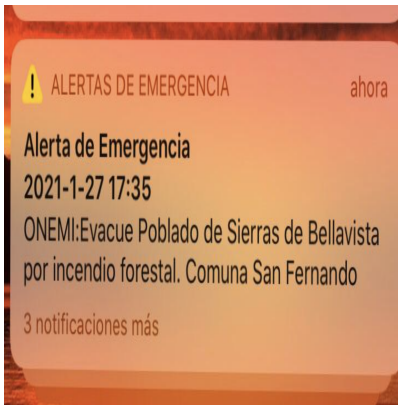 ALERTAS DE EMERGENCIA ahora
Alerta de Emergencia
2021-1-27 17:35
ONEMI:Evacue Poblado de Sierras de Bellavista
por incendio forestal. Comuna San Fernando
3 notificaciones más